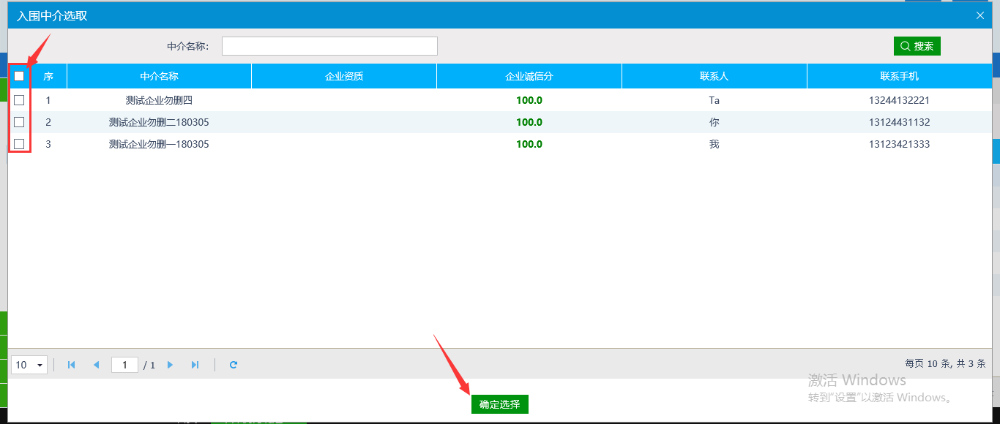 入围中介选取
中介名称:
搜索
序 中介名称 企业资质 企业诚信分 联系人 联系手机
1 测试企业勿删四 100.0 Ta 13244132221
2 测试企业勿删二180305 100.0 你 13124431132
3 测试企业勿删一180305 100.0 我 13123421333
10 1 / 1 每页 10 条, 共 3 条
激活 Windows
转到"设置"以激活 Windows。
确定选择